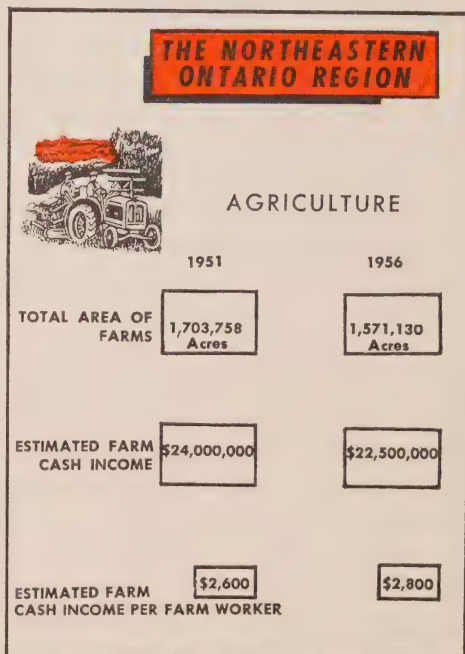 THE NORTHEASTERN
ONTARIO REGION
AGRICULTURE
1951 1956
TOTAL AREA OF
FARMS
1,703,758
Acres
1,571,130
Acres
ESTIMATED FARM
CASH INCOME
$24,000,000
$22,500,000
$2,600
$2,800
ESTIMATED FARM
CASH INCOME PER FARM WORKER